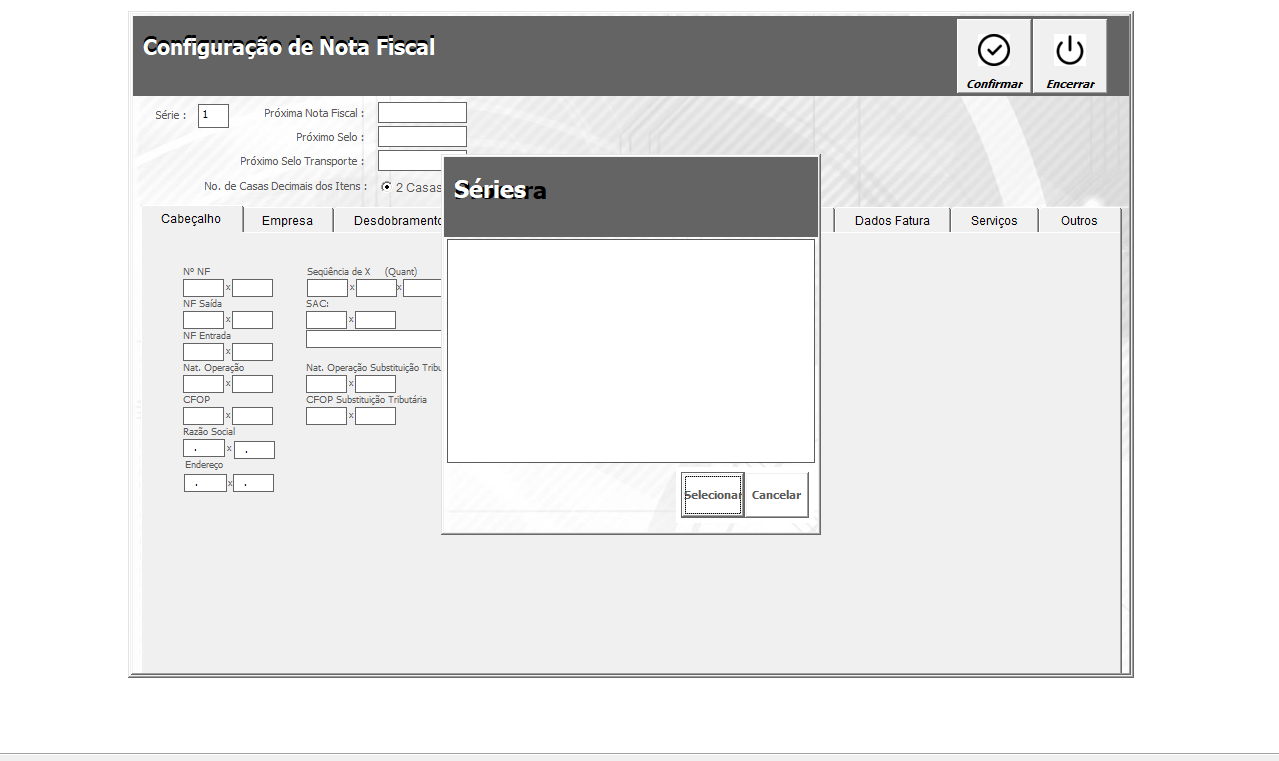 Configuração de Nota Fiscal
Confirmar
Encerrar
Série : 1
Próxima Nota Fiscal :
Próximo Selo :
Próximo Selo Transporte :
No. de Casas Decimais dos Itens : 2 Casas
Séries
Cabeçalho Empresa Desdobramento Dados Fatura Serviços Outros
Nº NF Seqüência de X (Quant)
x x x
NF Saída SAC:
x x
NF Entrada
x
Nat. Operação Nat. Operação Substituição Tribu
x x
CFOP CFOP Substituição Tributária
x x
Razão Social
. x .
Endereço
. x .
Selecionar Cancelar